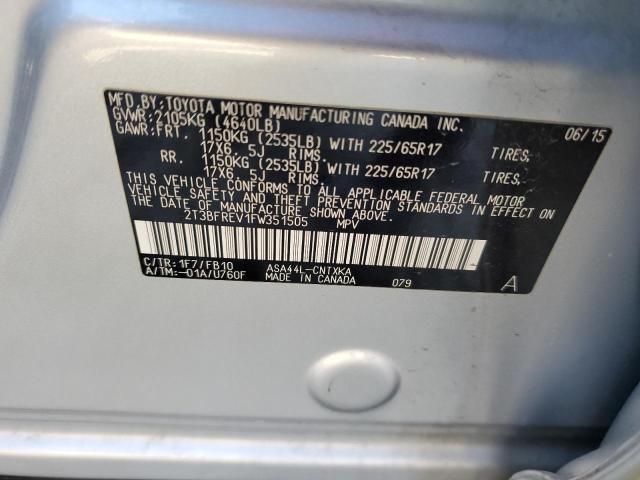 MFD.BY:TOYOTA MOTOR MANUFACTURING CANADA INC.
GVWR:2105KG (4640LB) 06/15
GAWR:FRT. 1150KG (2535LB) WITH 225/65R17 TIRES.
17X6.5J RIMS.
RR. 1150KG (2535LB) WITH 225/65R17 TIRES.
17X6.5J RIMS.
THIS VEHICLE CONFORMS TO ALL APPLICABLE FEDERAL MOTOR
VEHICLE SAFETY AND THEFT PREVENTION STANDARDS IN EFFECT ON
THE DATE OF MANUFACTURE SHOWN ABOVE.
2T3BFREV1FW351505 MPV
C/TR:1F7/FB10 ASA44L-CNTXKA
A/TM:-01A/U760F MADE IN CANADA 079 A